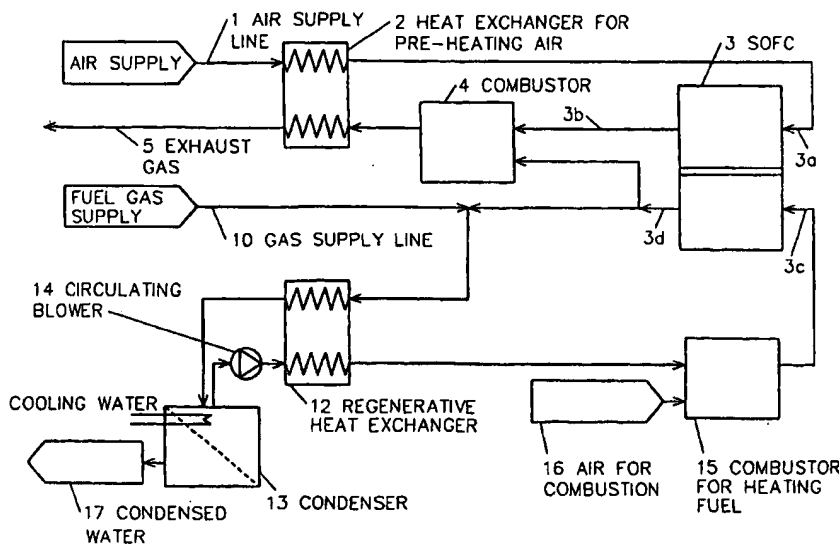 1 AIR SUPPLY
LINE
2 HEAT EXCHANGER FOR
PRE-HEATING AIR
3 SOFC
AIR SUPPLY
4 COMBUSTOR
3b
3a
5 EXHAUST
GAS
FUEL GAS
SUPPLY
10 GAS SUPPLY LINE
3d
3c
14 CIRCULATING
BLOWER
COOLING WATER
12 REGENERATIVE
HEAT EXCHANGER
16 AIR FOR
COMBUSTION
15 COMBUSTOR
FOR HEATING
FUEL
13 CONDENSER
17 CONDENSED
WATER